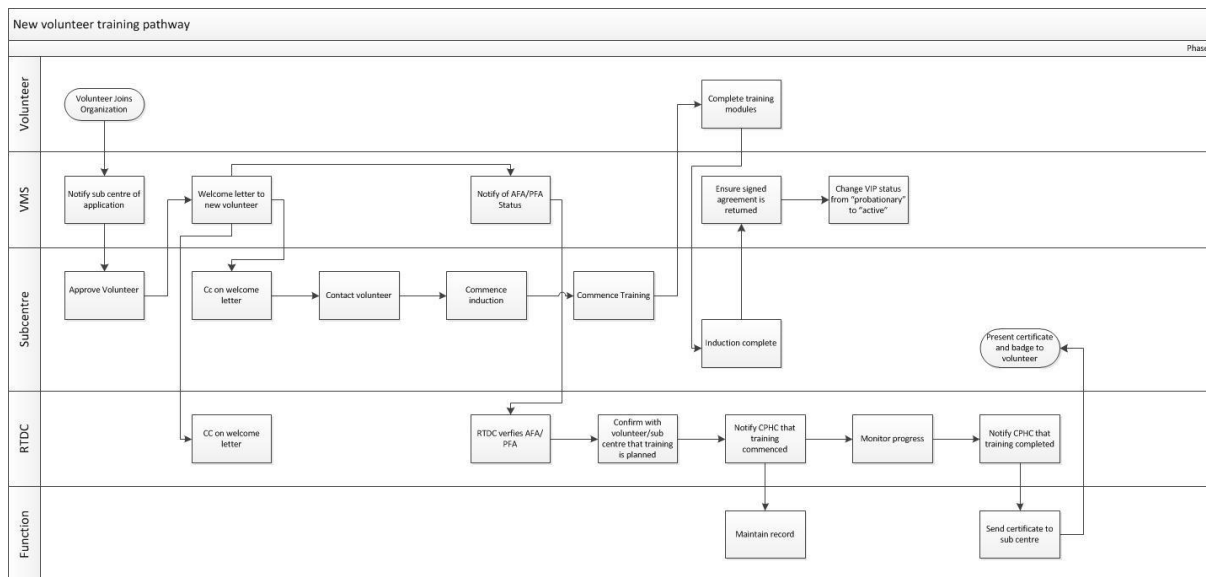 New volunteer training pathway
Phase
Volunteer
Volunteer Joins
Organization
Complete training
modules
VMS
Notify sub centre of
application
Welcome letter to
new volunteer
Notify of AFA/PFA
Status
Ensure signed
agreement is
returned
Change VIP status
from “probationary”
to “active”
Subcentre
Approve Volunteer
Cc on welcome
letter
Contact volunteer
Commence
induction
Commence Training
Induction complete
Present certificate
and badge to
volunteer
RTDC
CC on welcome
letter
RTDC verfies AFA/
PFA
Confirm with
volunteer/sub
centre that training
is planned
Notify CPHC that
training
commenced
Monitor progress
Notify CPHC that
training completed
Function
Maintain record
Send certificate to
sub centre